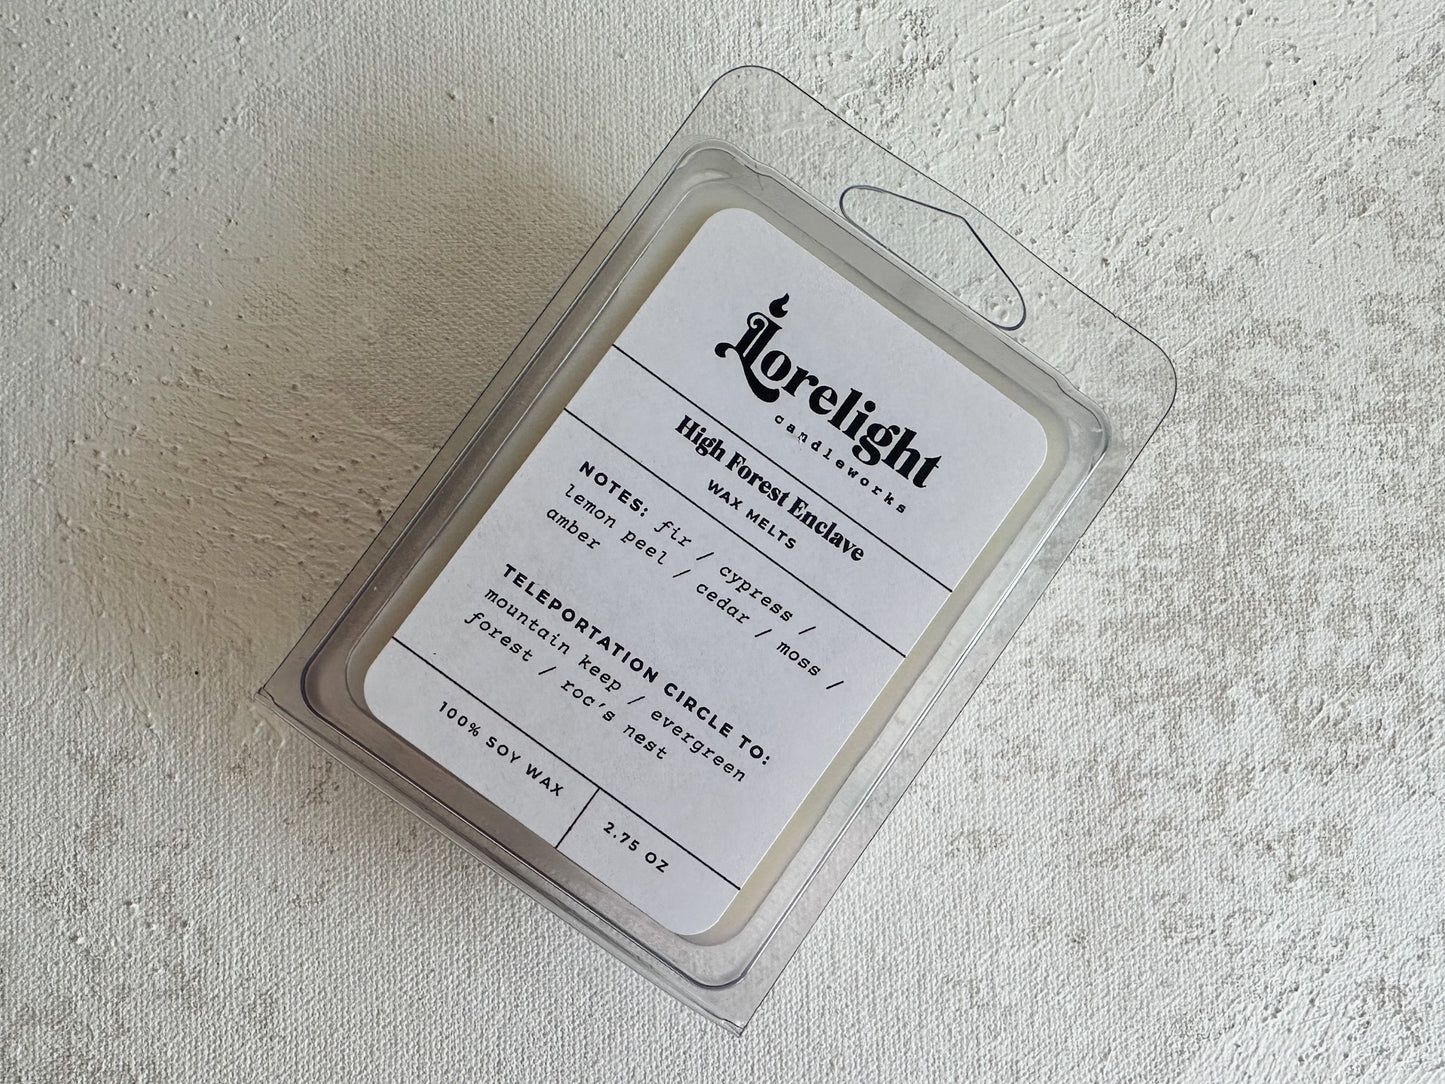 Lorelight
candleworks
High Forest Enclave
WAX MELTS
NOTES: fir / cypress /
lemon peel / cedar / moss /
amber
TELEPORTATION CIRCLE TO:
mountain keep / evergreen
forest / roc's nest
100% SOY WAX
2.75 OZ